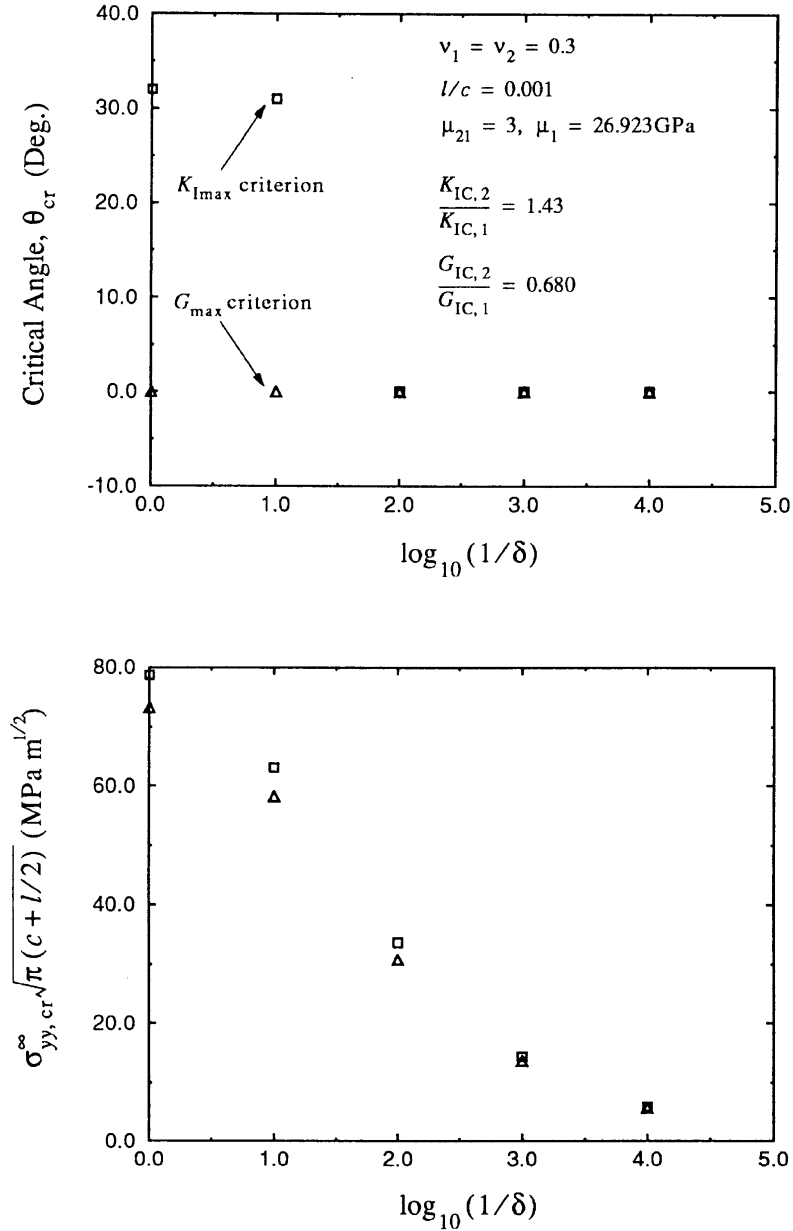 40.0
30.0
20.0
10.0
0.0
-10.0
Critical Angle, θcr (Deg.)
ν1 = ν2 = 0.3
l/c = 0.001
μ21 = 3, μ1 = 26.923GPa
KIC, 2 / KIC, 1 = 1.43
GIC, 2 / GIC, 1 = 0.680
KImax criterion
Gmax criterion
0.0 1.0 2.0 3.0 4.0 5.0
log10 (1/δ)
80.0
60.0
40.0
20.0
0.0
σ∞yy, cr √π (c + l/2) (MPa m1/2)
0.0 1.0 2.0 3.0 4.0 5.0
log10 (1/δ)